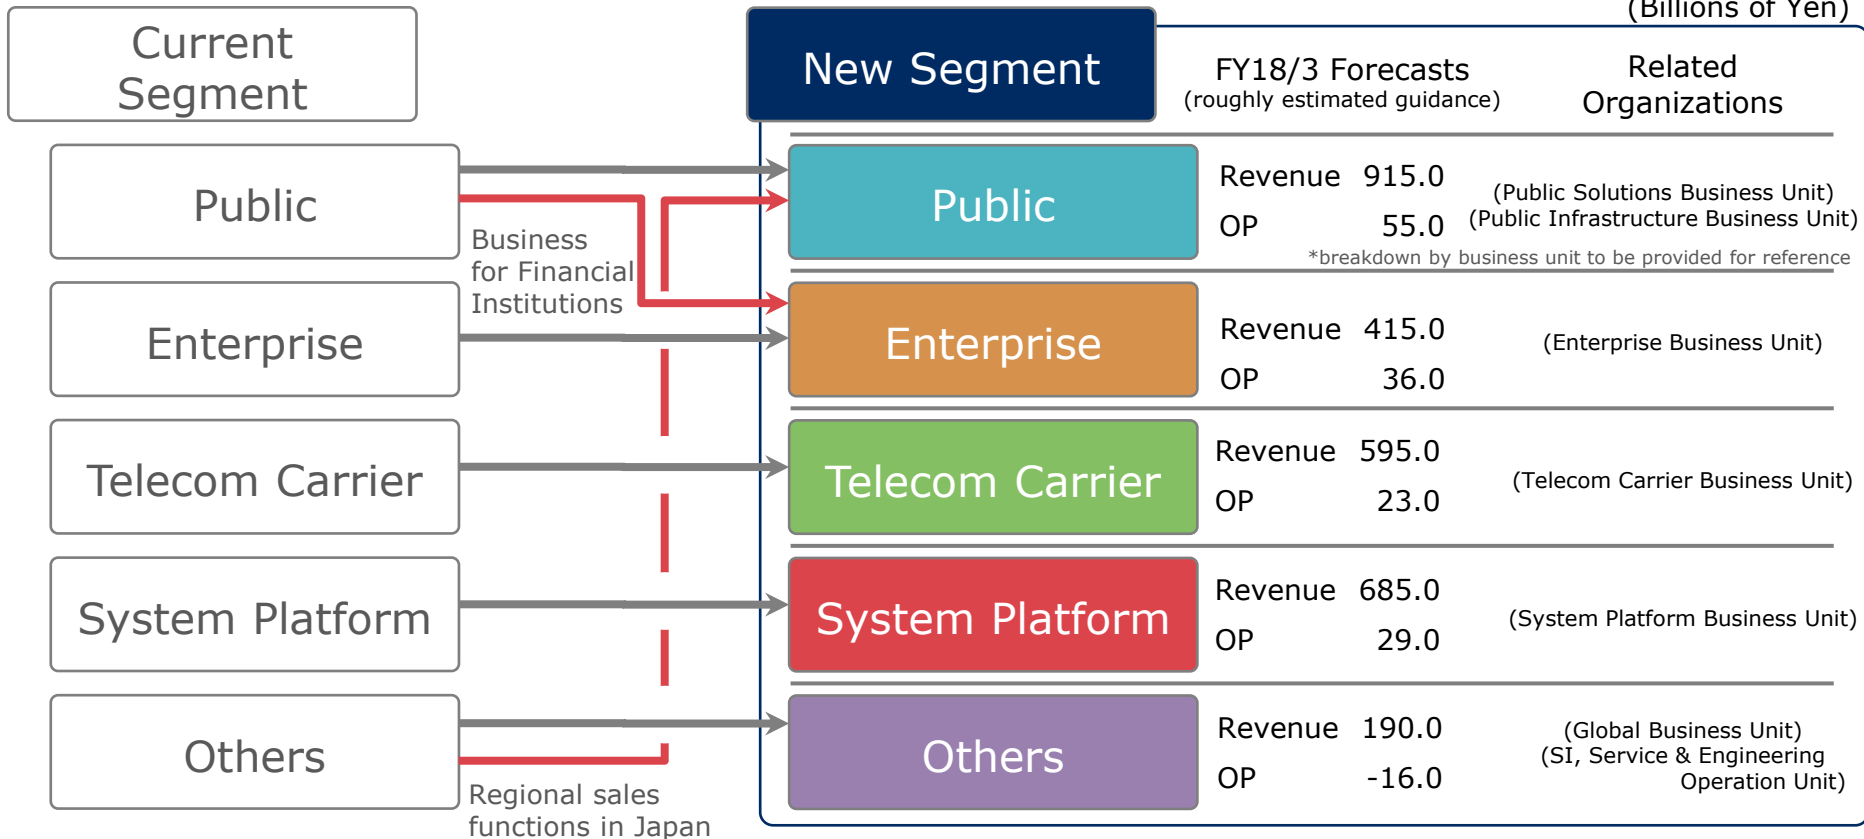 (Billions of Yen)
Current
Segment
New Segment
FY18/3 Forecasts
(roughly estimated guidance)
Related
Organizations
Public
Business
for Financial
Institutions
Public
Revenue 915.0
OP 55.0
(Public Solutions Business Unit)
(Public Infrastructure Business Unit)
*breakdown by business unit to be provided for reference
Enterprise
Enterprise
Revenue 415.0
OP 36.0
(Enterprise Business Unit)
Telecom Carrier
Telecom Carrier
Revenue 595.0
OP 23.0
(Telecom Carrier Business Unit)
System Platform
System Platform
Revenue 685.0
OP 29.0
(System Platform Business Unit)
Others
Regional sales
functions in Japan
Others
Revenue 190.0
OP -16.0
(Global Business Unit)
(SI, Service & Engineering
Operation Unit)